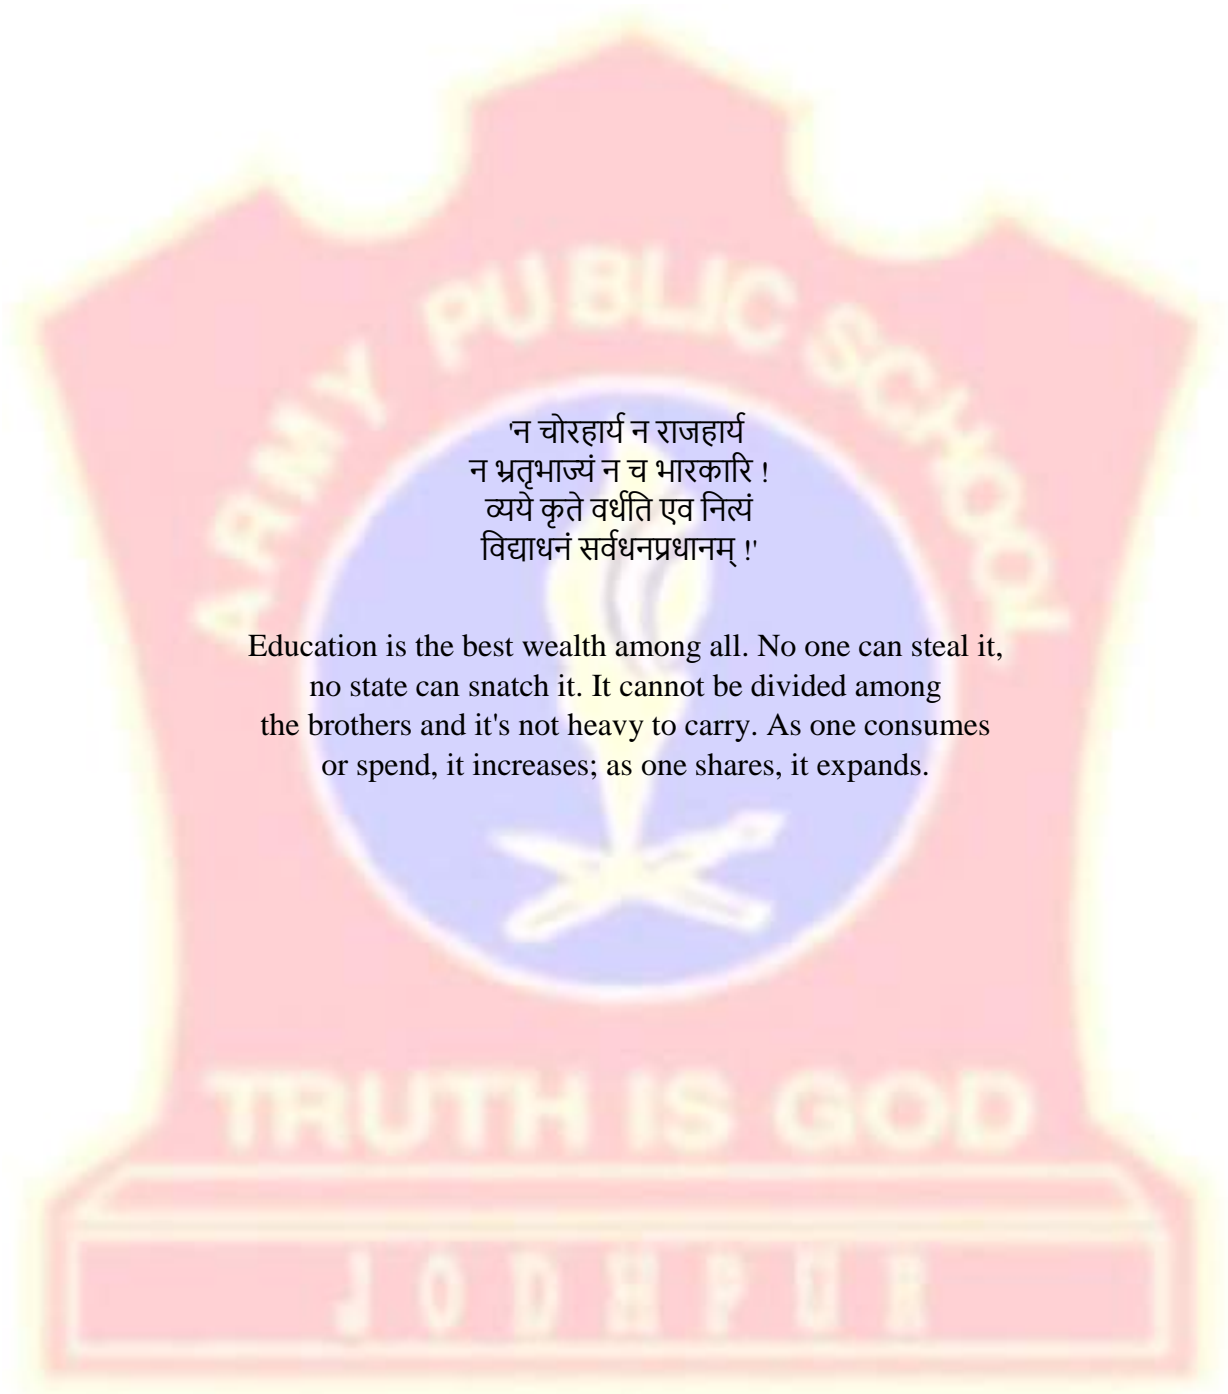 ARMY PUBLIC SCHOOL
'न चोरहार्य न राजहार्य
न भ्रतृभाज्यं न च भारकारि !
व्यये कृते वर्धति एव नित्यं
विद्याधनं सर्वधनप्रधानम् !'
Education is the best wealth among all. No one can steal it,
no state can snatch it. It cannot be divided among
the brothers and it's not heavy to carry. As one consumes
or spend, it increases; as one shares, it expands.
TRUTH IS GOD
JODHPUR